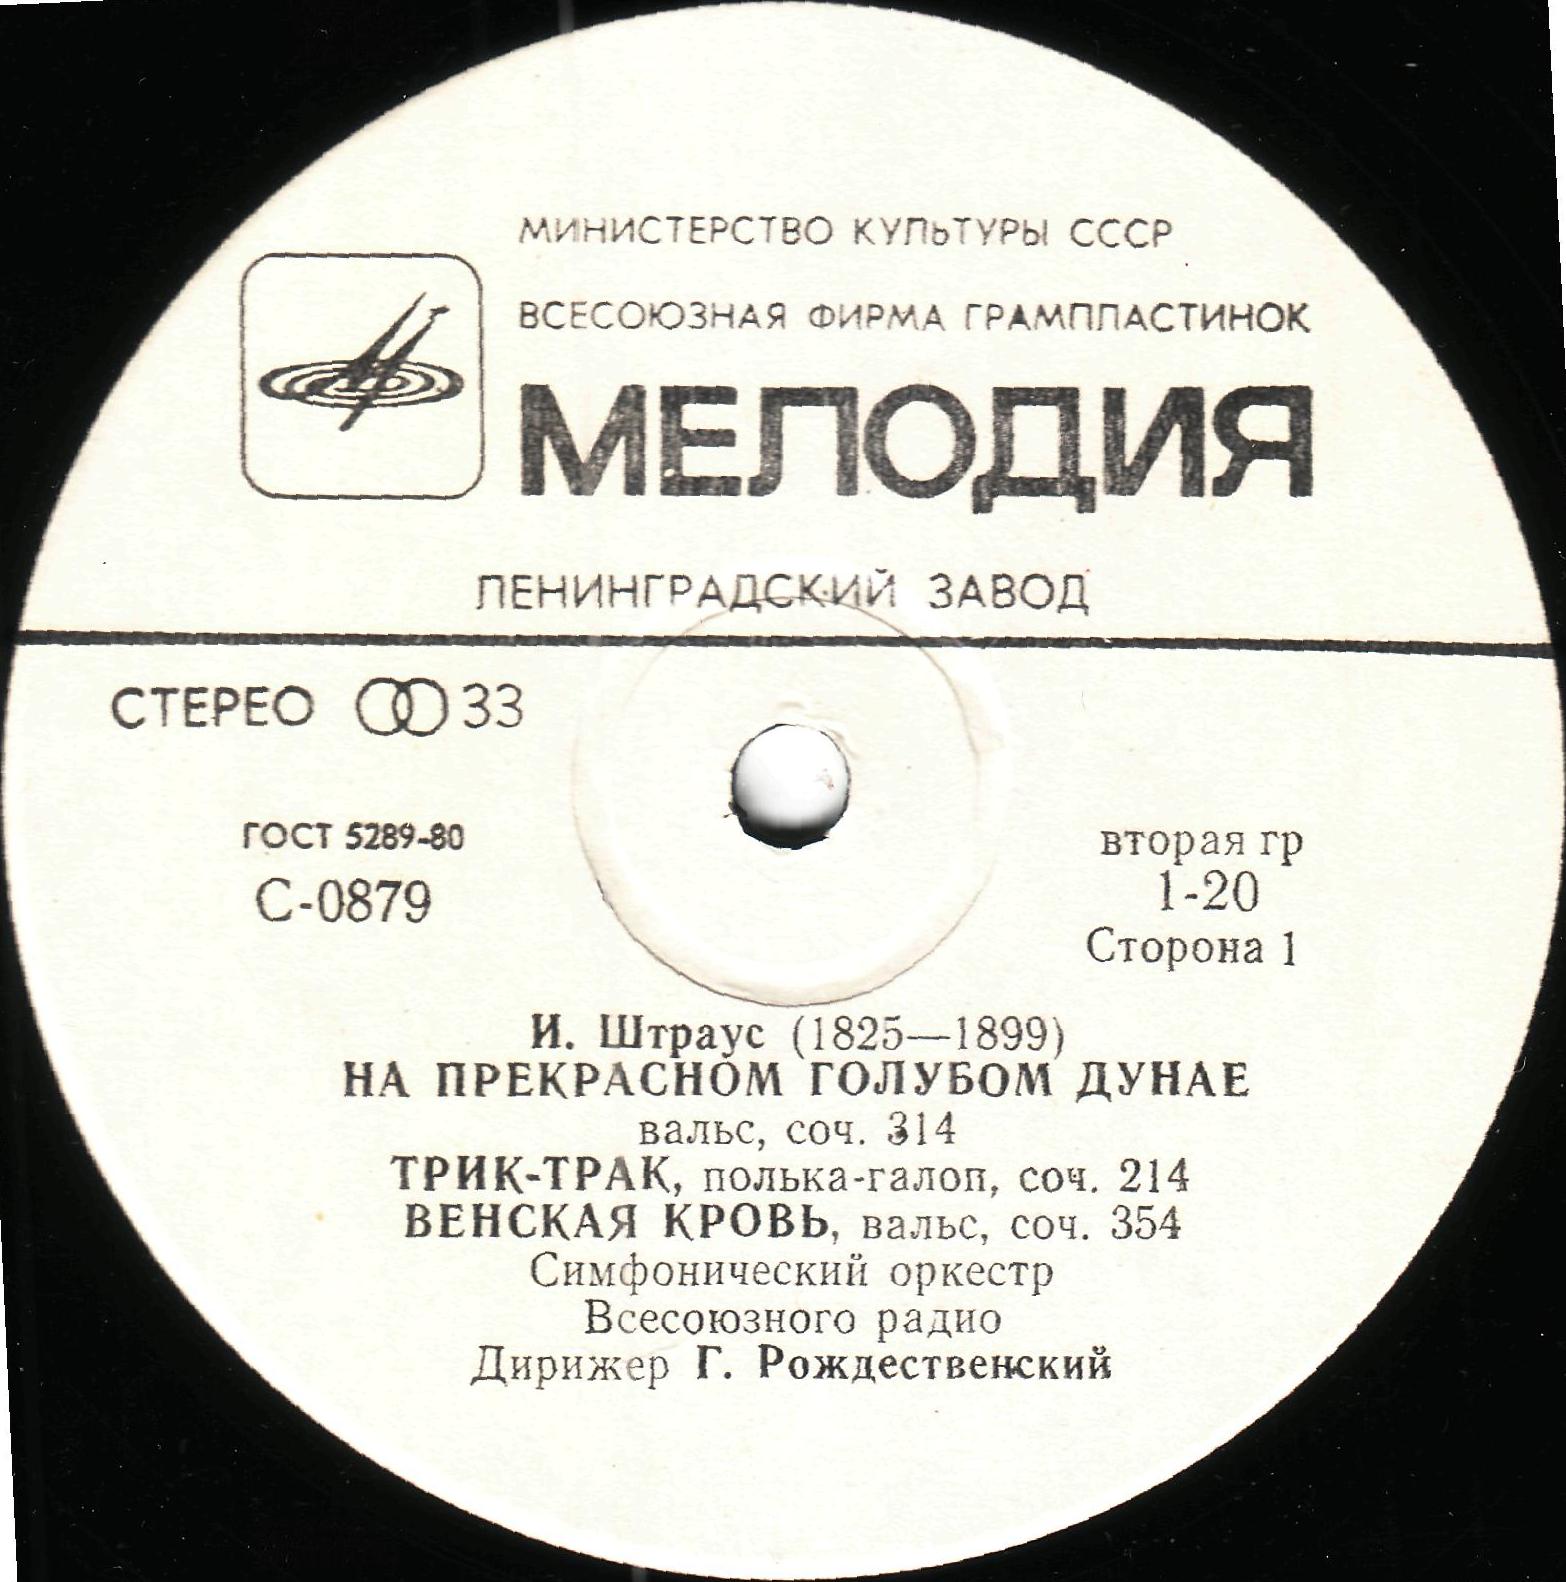 МИНИСТЕРСТВО КУЛЬТУРЫ СССР
ВСЕСОЮЗНАЯ ФИРМА ГРАМПЛАСТИНОК
МЕЛОДИЯ
ЛЕНИНГРАДСКИЙ ЗАВОД
СТЕРЕО 33
ГОСТ 5289-80
С-0879
вторая гр
1-20
Сторона 1
И. Штраус (1825—1899)
НА ПРЕКРАСНОМ ГОЛУБОМ ДУНАЕ
вальс, соч. 314
ТРИК-ТРАК, полька-галоп, соч. 214
ВЕНСКАЯ КРОВЬ, вальс, соч. 354
Симфонический оркестр
Всесоюзного радио
Дирижер Г. Рождественский